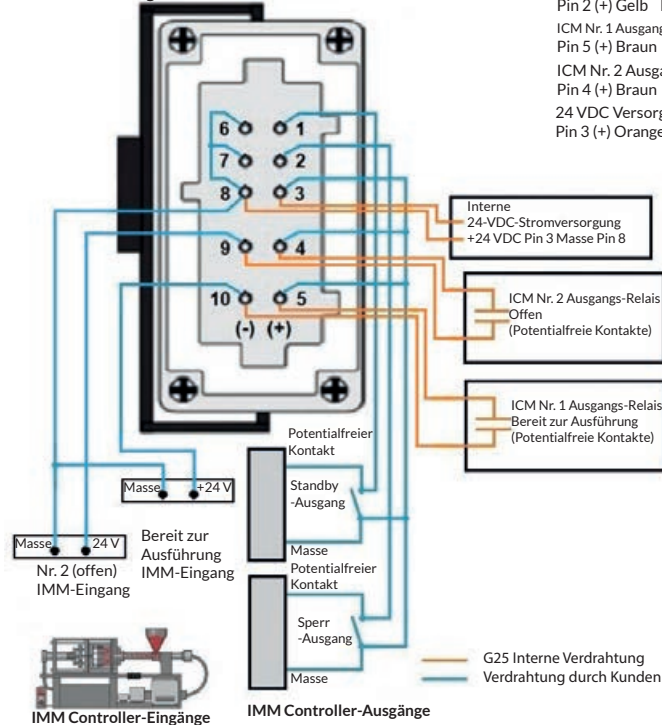 Pin 2 (+) Gelb
ICM Nr. 1 Ausgang
Pin 5 (+) Braun
ICM Nr. 2
Pin 4 (+) Braun
24 VDC
Pin 3 (+) Orange
6 1
7 2
8 3
9 4
10 5
(-) (+)
Interne
24-VDC-Stromversorgung
+24 VDC Pin 3 Masse Pin 8
ICM Nr. 2 Ausgangs-Relais
Offen
(Potentialfreie Kontakte)
ICM Nr. 1 Ausgangs-Relais
Bereit zur Ausführung
(Potentialfreie Kontakte)
Potentialfreier
Kontakt
Standby
-Ausgang
Masse
Potentialfreier
Kontakt
Sperr
-Ausgang
Masse
Masse +24 V
Bereit zur
Ausführung
IMM-Eingang
Masse 24 V
Nr. 2 (offen)
IMM-Eingang
G25 Interne Verdrahtung
Verdrahtung durch Kunden
IMM Controller-Eingänge
IMM Controller-Ausgänge